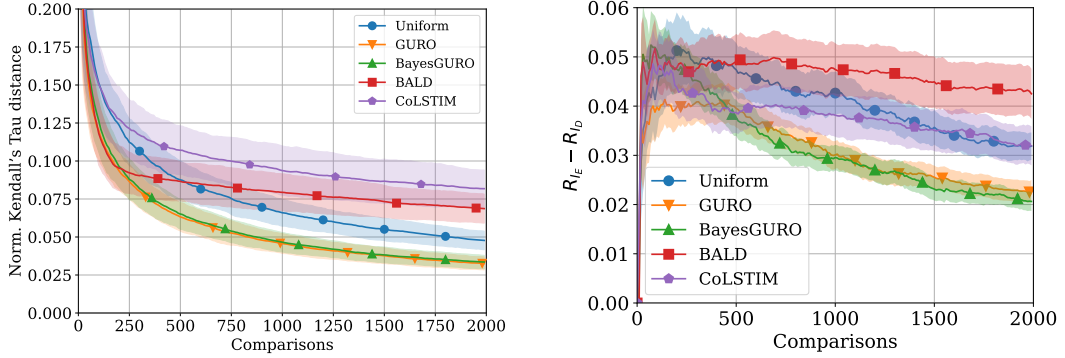 0.200
0.175
0.150
0.125
0.100
0.075
0.050
0.025
0.000
Norm. Kendall's Tau distance
0 250 500 750 1000 1250 1500 1750 2000
Comparisons
Uniform
GURO
BayesGURO
BALD
CoLSTIM
0.06
0.05
0.04
0.03
0.02
0.01
0.00
R_{I_E} − R_{I_D}
0 500 1000 1500 2000
Comparisons
Uniform
GURO
BayesGURO
BALD
CoLSTIM